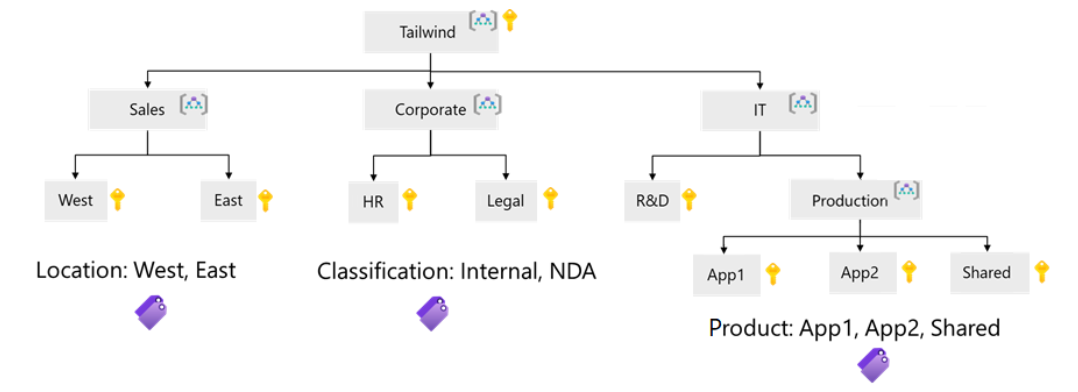 Tailwind
Sales
Corporate
IT
West
East
HR
Legal
R&D
Production
Location: West, East
Classification: Internal, NDA
App1
App2
Shared
Product: App1, App2, Shared